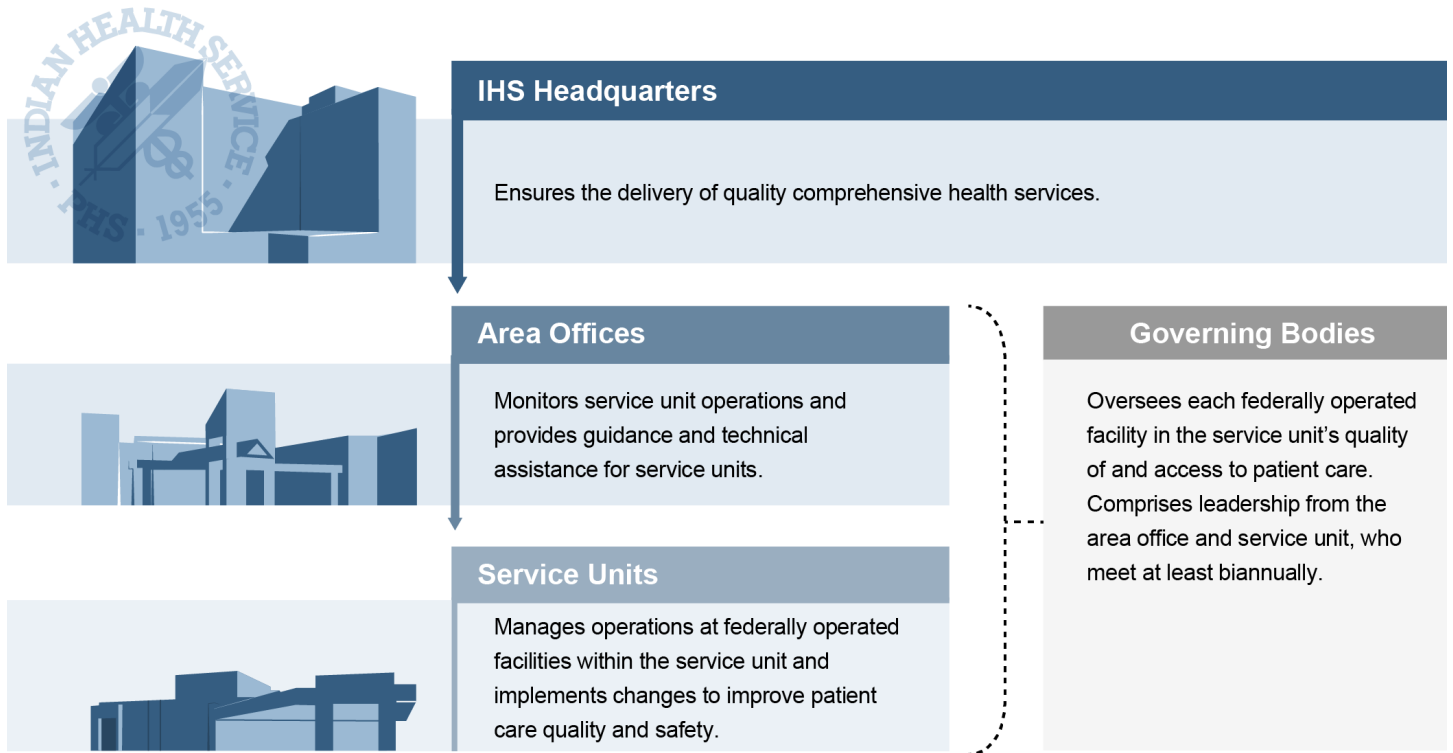 INDIAN HEALTH SERVICE
PHS · 1955
IHS Headquarters
Ensures the delivery of quality comprehensive health services.
Area Offices
Monitors service unit operations and
provides guidance and technical
assistance for service units.
Service Units
Manages operations at federally operated
facilities within the service unit and
implements changes to improve patient
care quality and safety.
Governing Bodies
Oversees each federally operated
facility in the service unit’s quality
of and access to patient care.
Comprises leadership from the
area office and service unit, who
meet at least biannually.